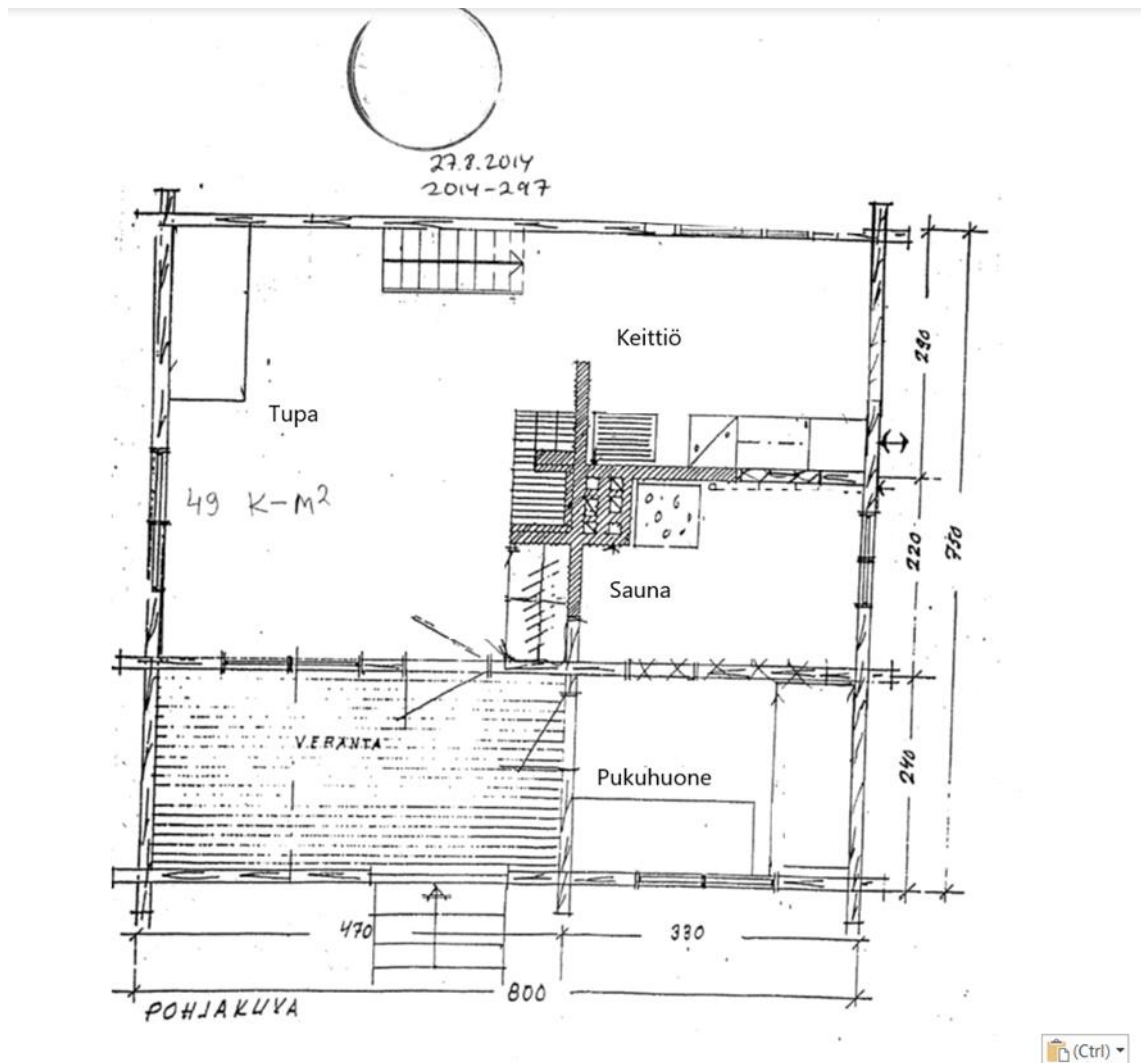 27.8.2014
2014-297
Keittiö
290
Tupa
49 K-M²
220
750
Sauna
VERANTA
Pukuhuone
240
470
330
800
POHJAKUVA
(Ctrl)